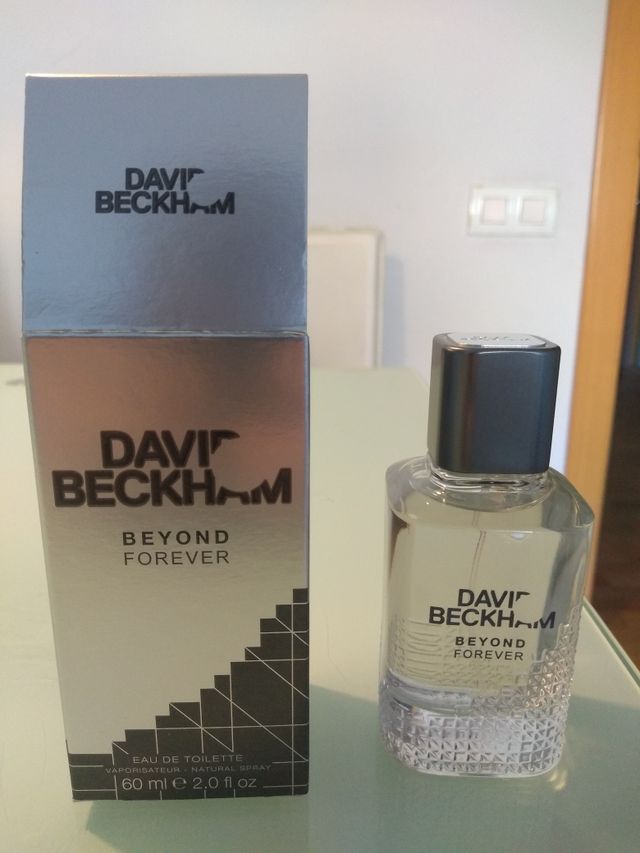 DAVID
BECKHAM
DAVID
BECKHAM
BEYOND
FOREVER
EAU DE TOILETTE
VAPORISATEUR - NATURAL SPRAY
60 ml ℮ 2.0 fl oz
DAVID
BECKHAM
BEYOND
FOREVER